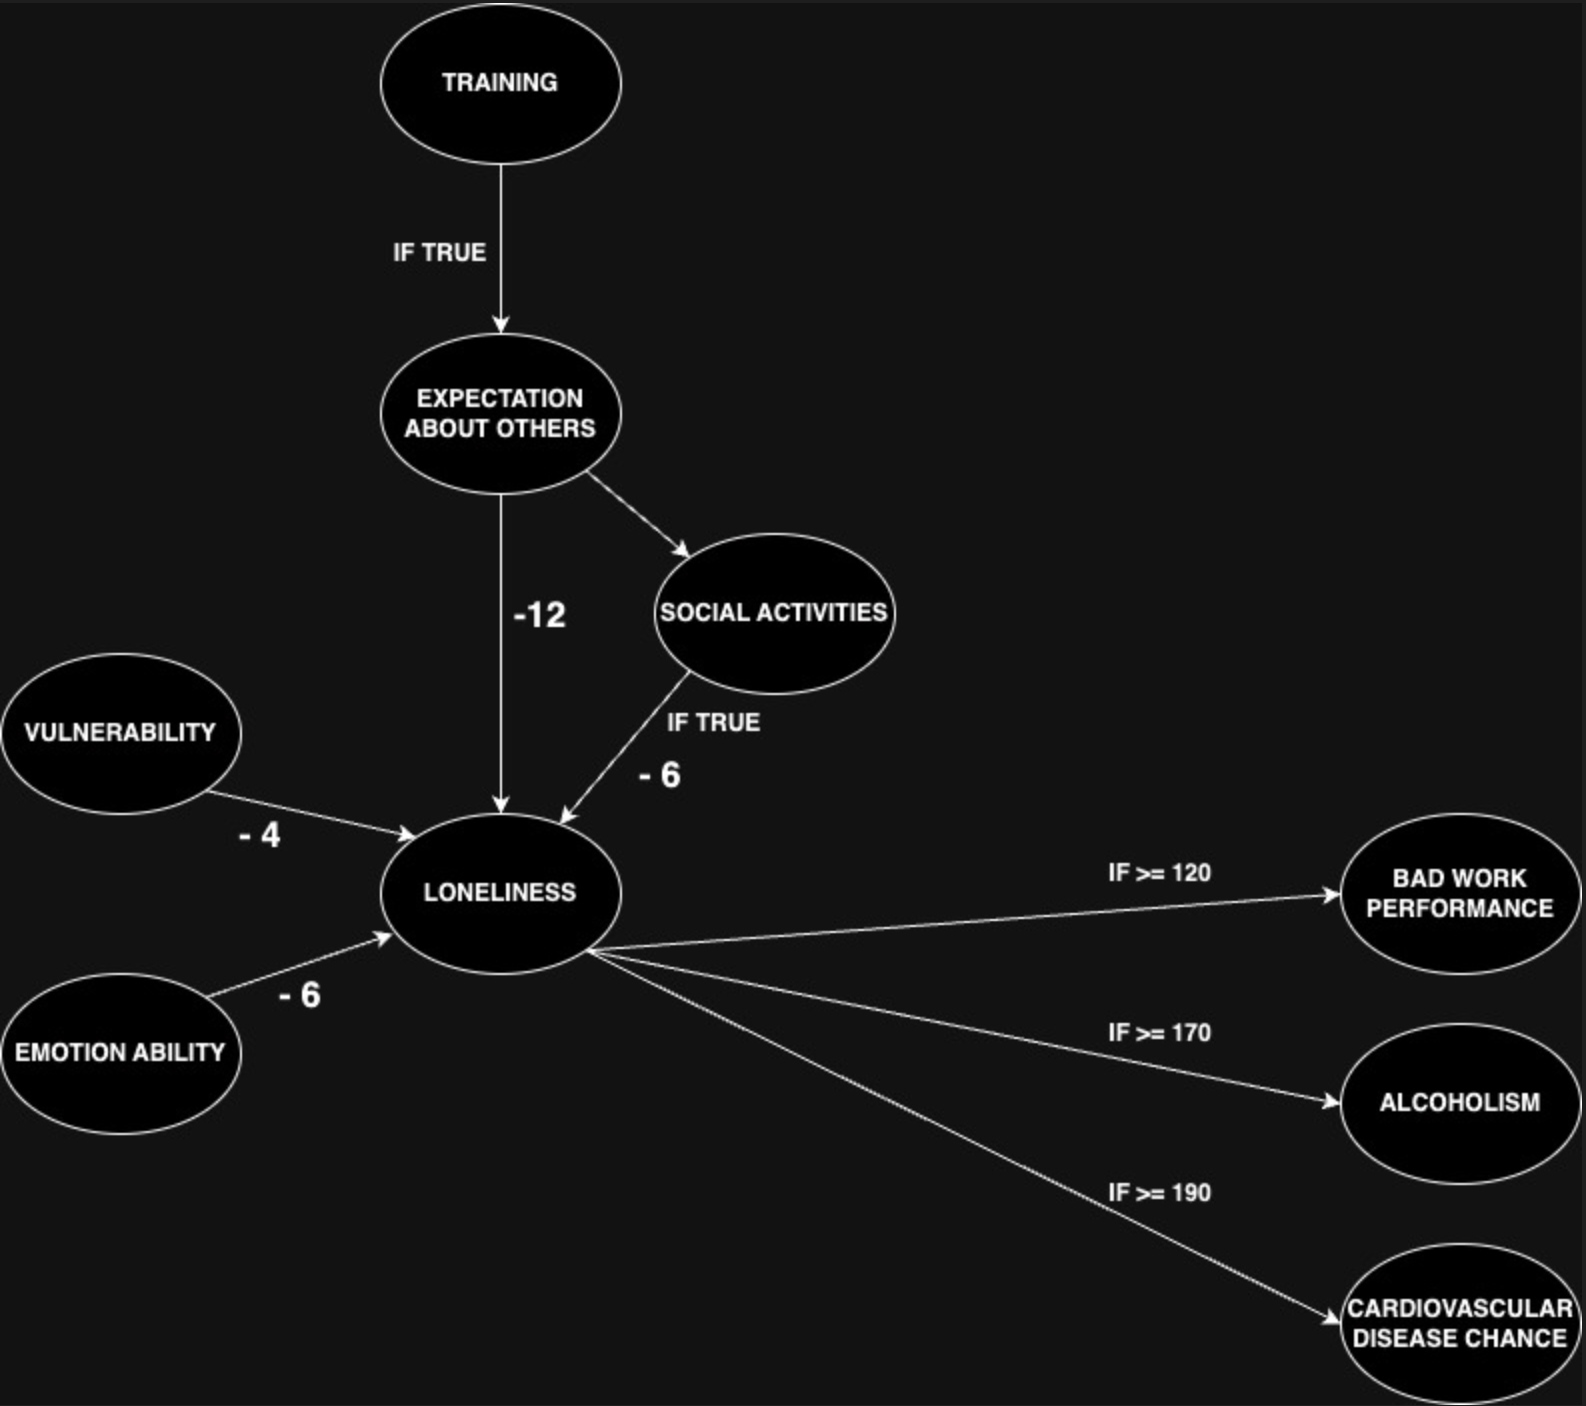 TRAINING
IF TRUE
EXPECTATION
ABOUT OTHERS
-12
SOCIAL ACTIVITIES
IF TRUE
- 6
VULNERABILITY
- 4
LONELINESS
EMOTION ABILITY
- 6
IF >= 120
BAD WORK
PERFORMANCE
IF >= 170
ALCOHOLISM
IF >= 190
CARDIOVASCULAR
DISEASE CHANCE